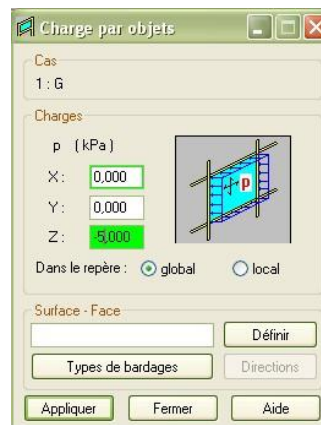 Charge par objets
Cas
1 : G
Charges
p (kPa)
X : 0,000
Y : 0,000
Z : -5,000
p
Dans le repère : global local
Surface - Face
Définir
Types de bardages Directions
Appliquer Fermer Aide